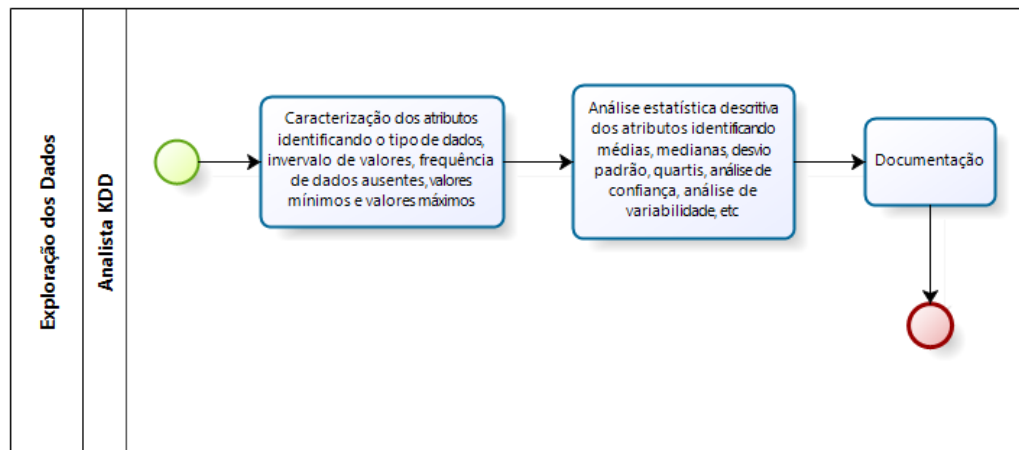 Exploração dos Dados
Analista KDD
Caracterização dos atributos
identificando o tipo de dados,
invervalo de valores, frequência
de dados ausentes, valores
mínimos e valores máximos
Análise estatística descritiva
dos atributos identificando
médias, medianas, desvio
padrão, quartis, análise de
confiança, análise de
variabilidade, etc
Documentação